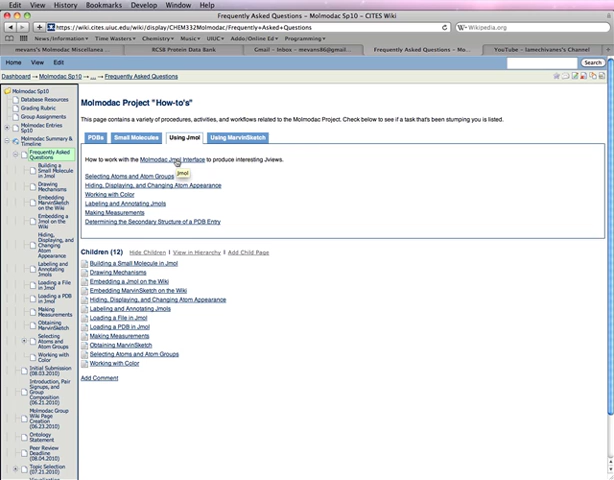 Edit View History Bookmarks Develop Window Help
Frequently Asked Questions – Molmodac Sp10 – CITES Wiki
https://wiki.cites.uiuc.edu/wiki/display/CHEM332Molmodac/Frequently+Asked+Questions
Wikipedia.org
News/Information Time Wasters Activity Music UIUC Addo/Online Ed Programming
mevans's Molmodac Miscellanea RCSB Protein Data Bank Gmail – Inbox – mevans86@gmail... Frequently Asked Questions – Mo... YouTube – iamechivanes's Channel
Home View Edit Search
Dashboard → Molmodac Sp10 → ... → Frequently Asked Questions
Molmodac Sp10
Database Resources
Grading Rubric
Group Assignments
Molmodac Entries
Sp10
Molmodac Summary &
Timeline
Frequently Asked
Questions
Building a
Small
Molecule in
Jmol
Drawing
Mechanisms
Embedding
MarvinSketch
on the Wiki
Embedding a
Jmol on the
Wiki
Hiding,
Displaying,
and
Changing
Atom
Appearance
Labeling and
Annotating
Jmols
Loading a File
in Jmol
Loading a PDB
in Jmol
Making
Measurements
Obtaining
MarvinSketch
Selecting
Atoms and
Atom Groups
Working with
Color
Initial Submission
(08.03.2010)
Introduction, Pair
Signups, and
Group
Composition
(06.21.2010)
Molmodac Group
Wiki Page
Creation
(06.23.2010)
Ontology
Statement
Peer Review
Deadline
(08.04.2010)
Topic Selection
(07.21.2010)
Molmodac Project "How-to's"
This page contains a variety of procedures, activities, and workflows related to the Molmodac Project. Check below to see if a task that's been stumping you is listed.
PDBs Small Molecules Using Jmol Using MarvinSketch
How to work with the Molmodac Jmol Interface to produce interesting Jviews.
Jmol
Selecting Atoms and Atom Groups
Hiding, Displaying, and Changing Atom Appearance
Working with Color
Labeling and Annotating Jmols
Making Measurements
Determining the Secondary Structure of a PDB Entry
Children (12) Hide Children | View in Hierarchy | Add Child Page
Building a Small Molecule in Jmol
Drawing Mechanisms
Embedding a Jmol on the Wiki
Embedding MarvinSketch on the Wiki
Hiding, Displaying, and Changing Atom Appearance
Labeling and Annotating Jmols
Loading a File in Jmol
Loading a PDB in Jmol
Making Measurements
Obtaining MarvinSketch
Selecting Atoms and Atom Groups
Working with Color
Add Comment